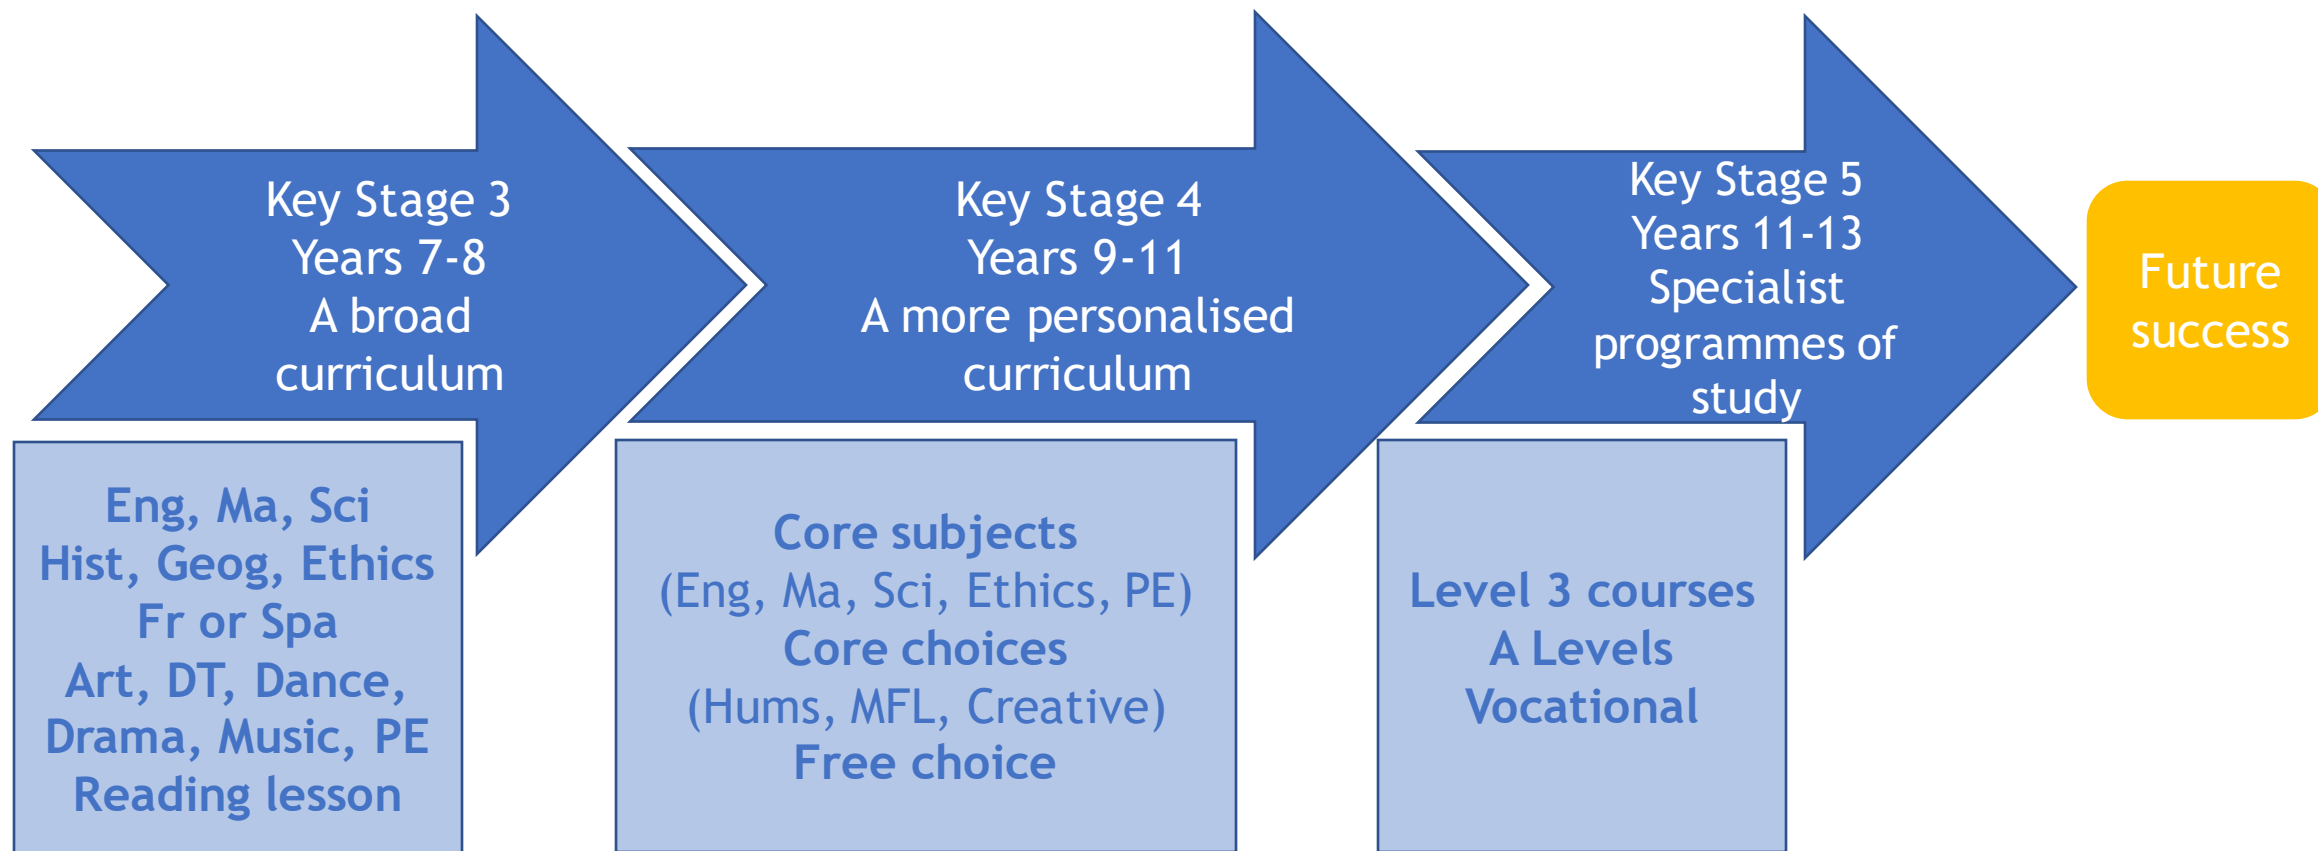 Key Stage 3
Years 7-8
A broad
curriculum
Key Stage 4
Years 9-11
A more personalised
curriculum
Key Stage 5
Years 11-13
Specialist
programmes of
study
Future
success
Eng, Ma, Sci
Hist, Geog, Ethics
Fr or Spa
Art, DT, Dance,
Drama, Music, PE
Reading lesson
Core subjects
(Eng, Ma, Sci, Ethics, PE)
Core choices
(Hums, MFL, Creative)
Free choice
Level 3 courses
A Levels
Vocational